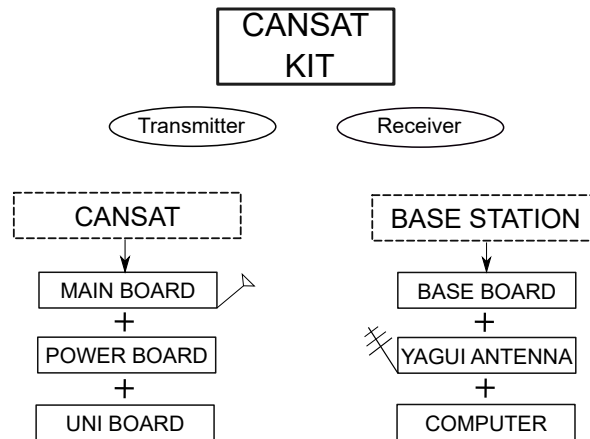 CANSAT
KIT
Transmitter
Receiver
CANSAT
BASE STATION
MAIN BOARD
BASE BOARD
+
+
POWER BOARD
YAGUI ANTENNA
+
+
UNI BOARD
COMPUTER